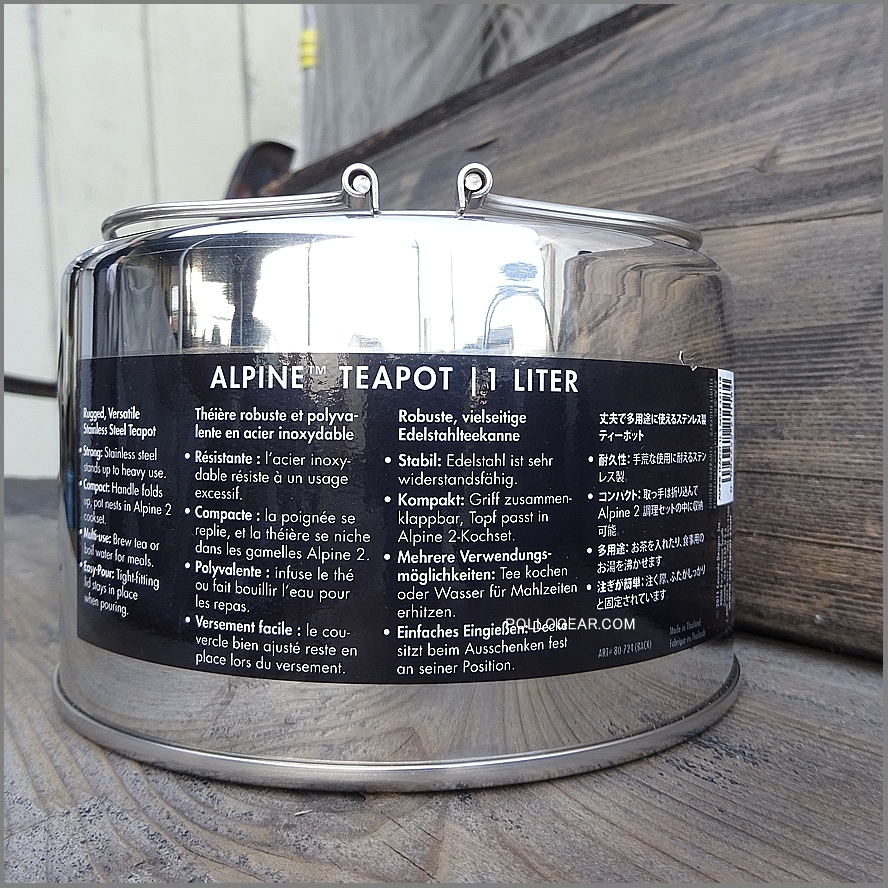 ALPINE™ TEAPOT | 1 LITER
Rugged, Versatile
Stainless Steel Teapot
• Strong: Stainless steel
stands up to heavy use.
• Compact: Handle folds
up, pot nests in Alpine 2
cookset.
• Multi-use: Brew tea or
boil water for meals.
• Easy-Pour: Tight-fitting
lid stays in place
when pouring.
Théière robuste et polyva-
lente en acier inoxydable
• Résistante : l'acier inoxy-
dable résiste à un usage
excessif.
• Compacte : la poignée se
replie, et la théière se niche
dans les gamelles Alpine 2.
• Polyvalente : infuse le thé
ou fait bouillir l'eau pour
les repas.
• Versement facile : le cou-
vercle bien ajusté reste en
place lors du versement.
Robuste, vielseitige
Edelstahlteekanne
• Stabil: Edelstahl ist sehr
widerstandsfähig.
• Kompakt: Griff zusammen-
klappbar, Topf passt in
Alpine 2-Kochset.
• Mehrere Verwendungs-
möglichkeiten: Tee kochen
oder Wasser für Mahlzeiten
erhitzen.
• Einfaches Eingießen: Deckel
sitzt beim Ausschenken fest
an seiner Position.
丈夫で多用途に使えるステンレス製
ティーポット
• 耐久性: 手荒な使用に耐えるステン
レス製
• コンパクト: 取っ手は折り込んで
Alpine 2 調理セットの中に収納
可能
• 多用途: お茶を入れたり、食事用の
お湯を沸かせます
• 注ぎが簡単: 注ぐ際、ふたがしっかり
と固定されています
POLICKGEAR.COM
ART# 80-724 (BACK)
Made in Thailand
Fabriqué en Thaïlande